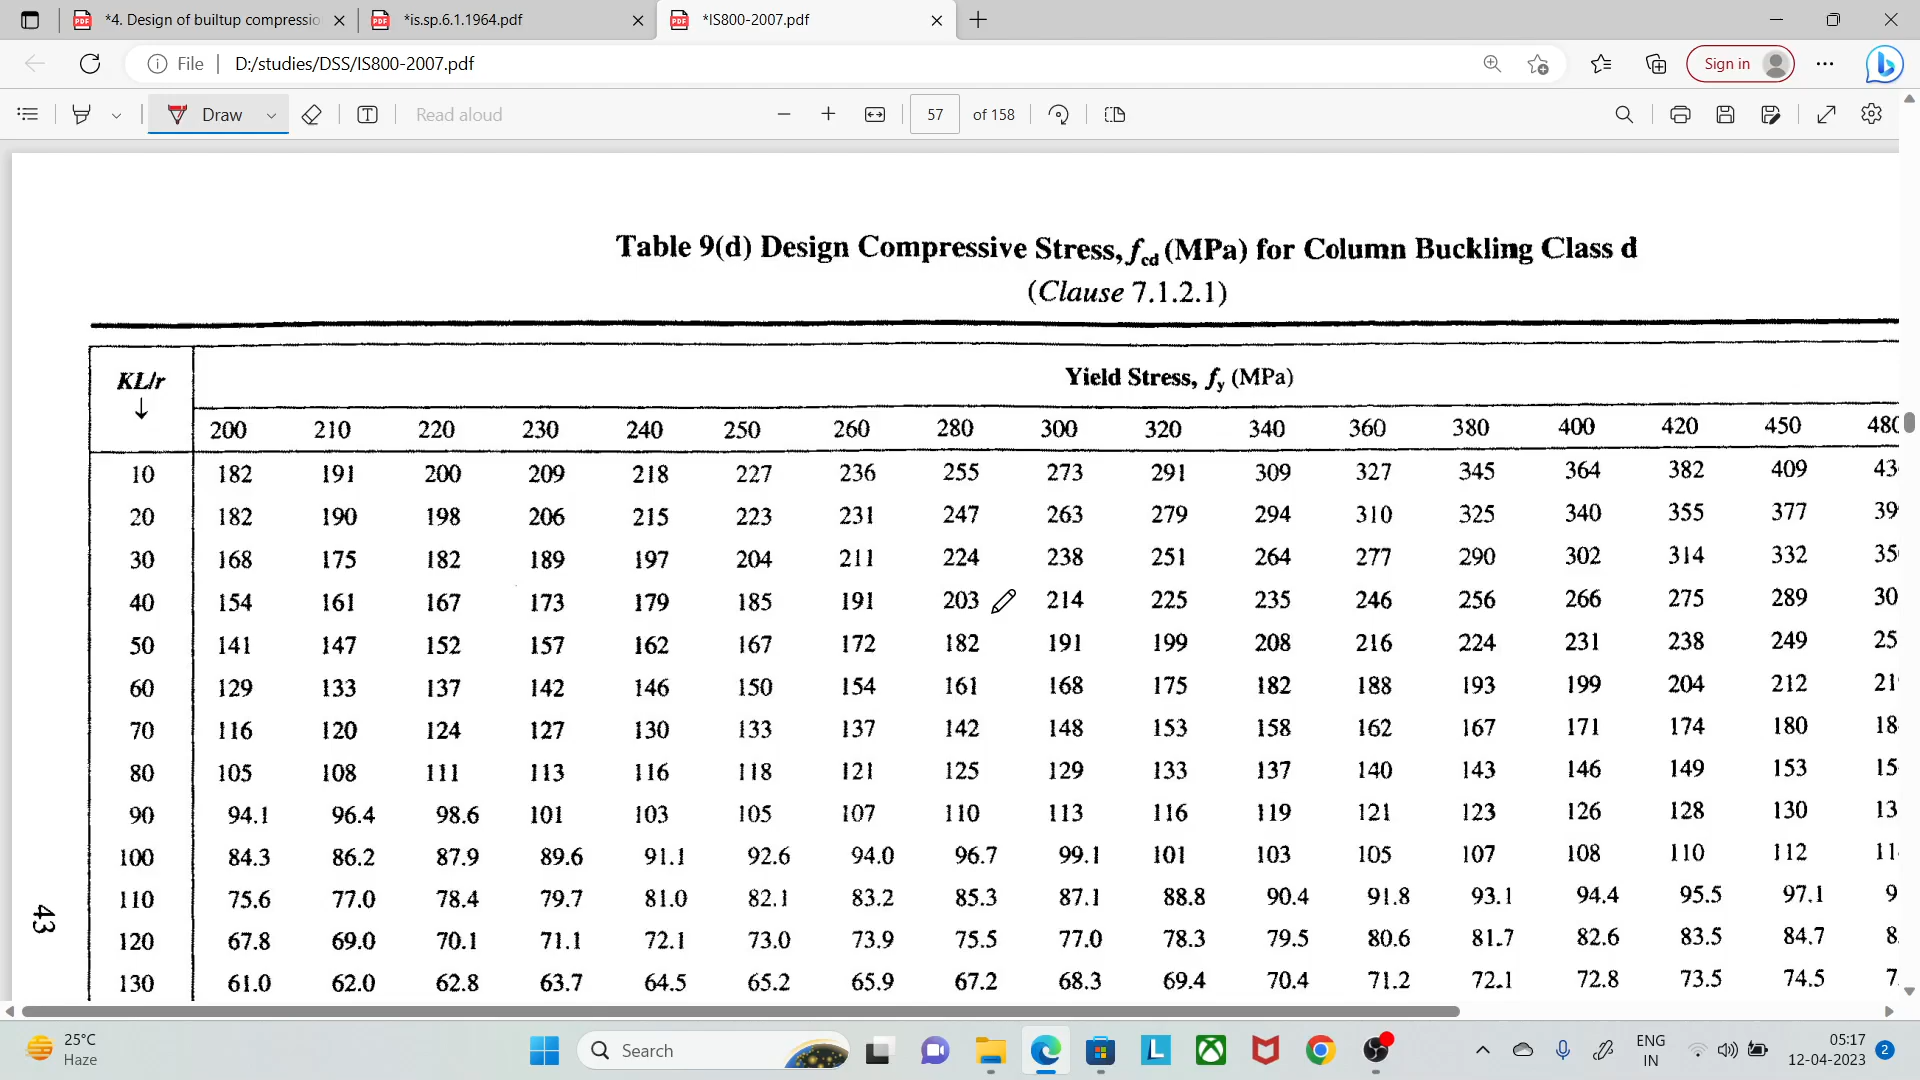 *4. Design of builtup compressio
*is.sp.6.1.1964.pdf
*IS800-2007.pdf
File
D:/studies/DSS/IS800-2007.pdf
Sign in
Draw
Read aloud
57 of 158
Table 9(d) Design Compressive Stress, fcd (MPa) for Column Buckling Class d
(Clause 7.1.2.1)
KL/r Yield Stress, fy (MPa)
↓
200 210 220 230 240 250 260 280 300 320 340 360 380 400 420 450 480
10 182 191 200 209 218 227 236 255 273 291 309 327 345 364 382 409 43
20 182 190 198 206 215 223 231 247 263 279 294 310 325 340 355 377 39
30 168 175 182 189 197 204 211 224 238 251 264 277 290 302 314 332 35
40 154 161 167 173 179 185 191 203 214 225 235 246 256 266 275 289 30
50 141 147 152 157 162 167 172 182 191 199 208 216 224 231 238 249 25
60 129 133 137 142 146 150 154 161 168 175 182 188 193 199 204 212 21
70 116 120 124 127 130 133 137 142 148 153 158 162 167 171 174 180 18
80 105 108 111 113 116 118 121 125 129 133 137 140 143 146 149 153 15
90 94.1 96.4 98.6 101 103 105 107 110 113 116 119 121 123 126 128 130 13
100 84.3 86.2 87.9 89.6 91.1 92.6 94.0 96.7 99.1 101 103 105 107 108 110 112 11
110 75.6 77.0 78.4 79.7 81.0 82.1 83.2 85.3 87.1 88.8 90.4 91.8 93.1 94.4 95.5 97.1 9
120 67.8 69.0 70.1 71.1 72.1 73.0 73.9 75.5 77.0 78.3 79.5 80.6 81.7 82.6 83.5 84.7 8.
130 61.0 62.0 62.8 63.7 64.5 65.2 65.9 67.2 68.3 69.4 70.4 71.2 72.1 72.8 73.5 74.5 7.
43
25°C
Haze
Search
ENG
IN
05:17
12-04-2023
2